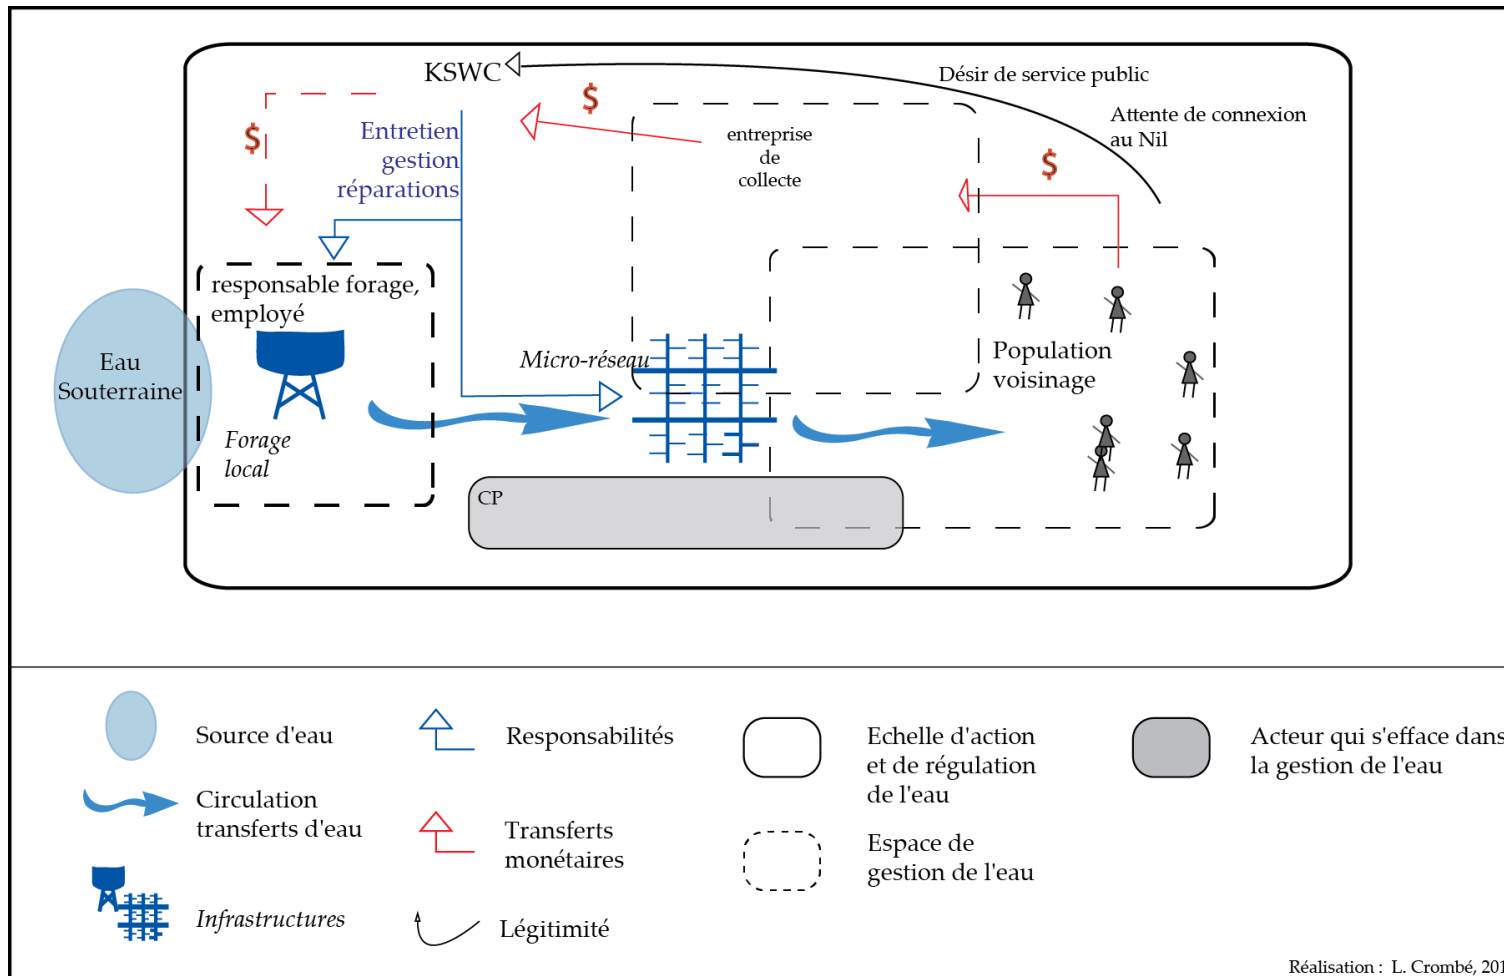 KSWC
Désir de service public
Attente de connexion
au Nil
$
$
$
Entretien
gestion
réparations
entreprise
de
collecte
responsable forage,
employé
Eau
Souterraine
Forage
local
Micro-réseau
Population
voisinage
CP
Source d'eau
Circulation
transferts d'eau
Infrastructures
Responsabilités
Transferts
monétaires
Légitimité
Echelle d'action
et de régulation
de l'eau
Espace de
gestion de l'eau
Acteur qui s'efface dans
la gestion de l'eau
Réalisation : L. Crombé, 201